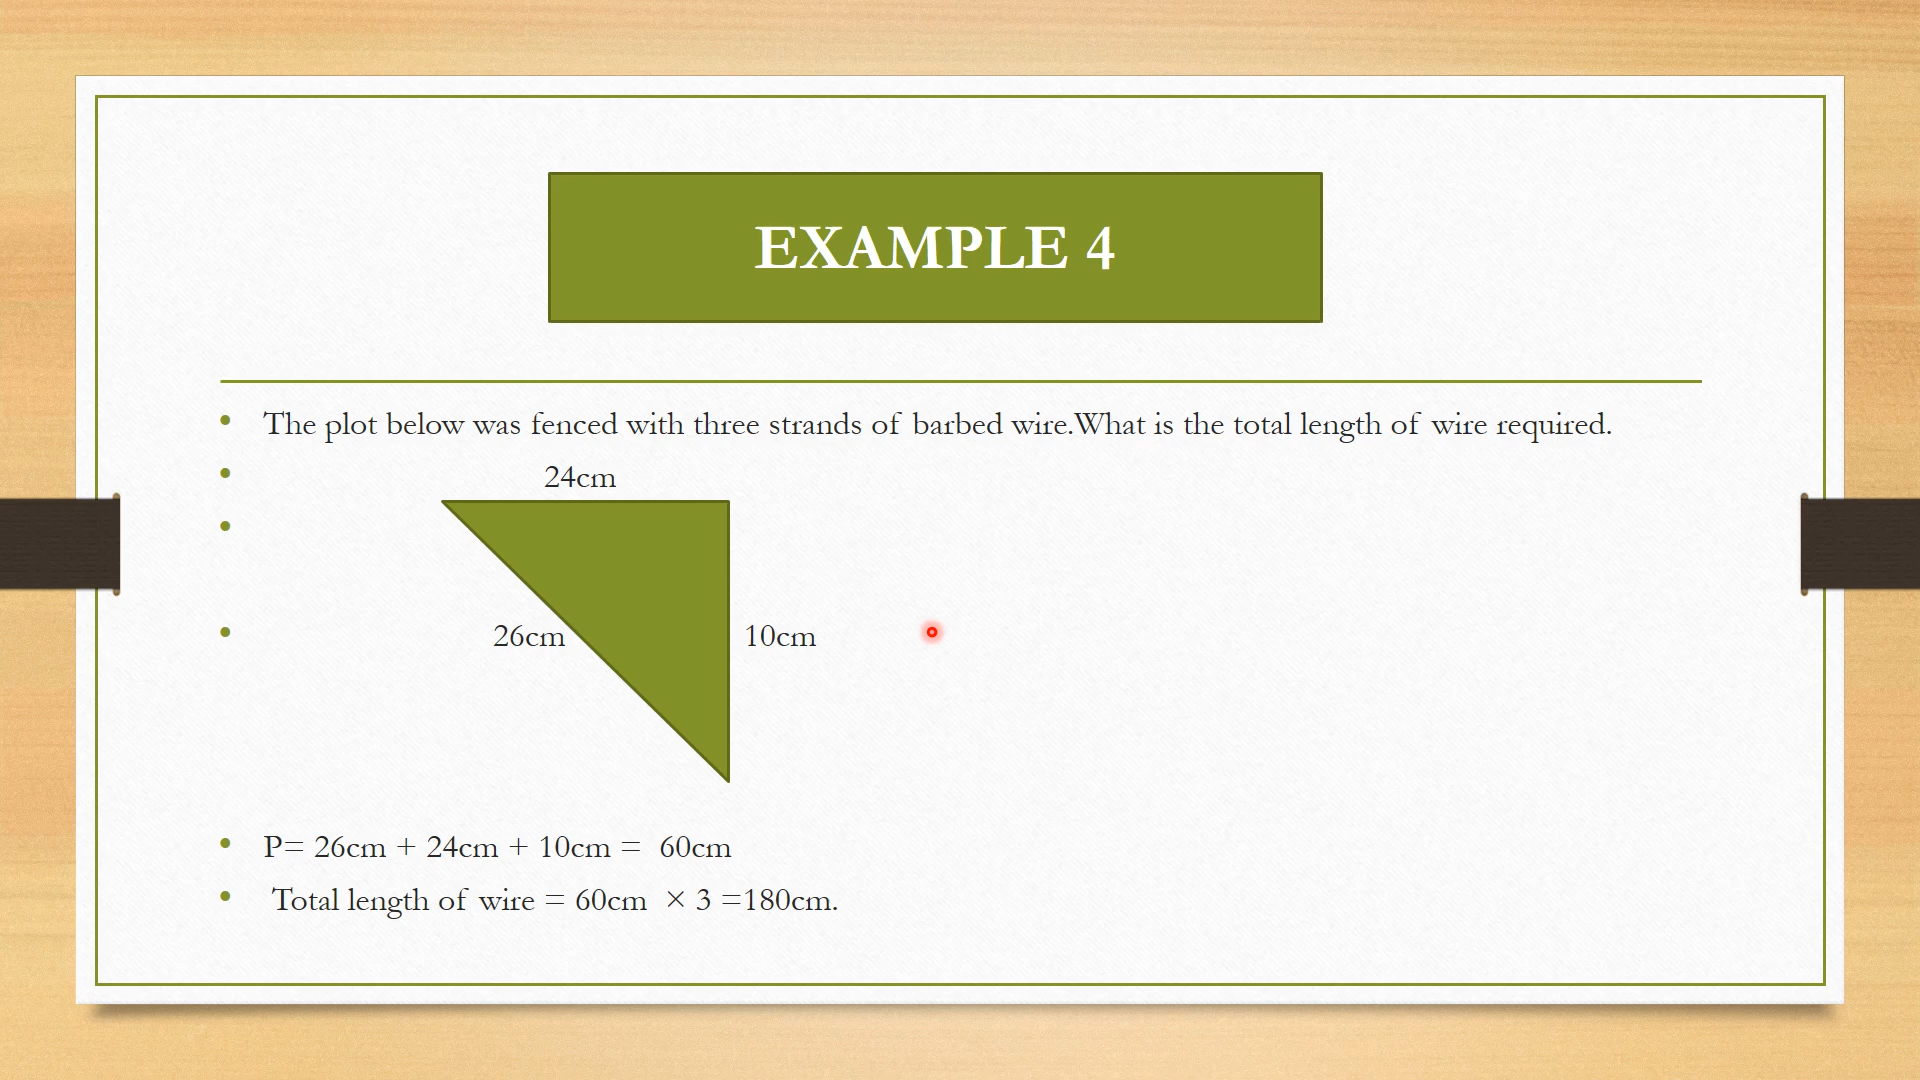 EXAMPLE 4
The plot below was fenced with three strands of barbed wire.What is the total length of wire required.
24cm
26cm 10cm
P= 26cm + 24cm + 10cm = 60cm
Total length of wire = 60cm × 3 =180cm.